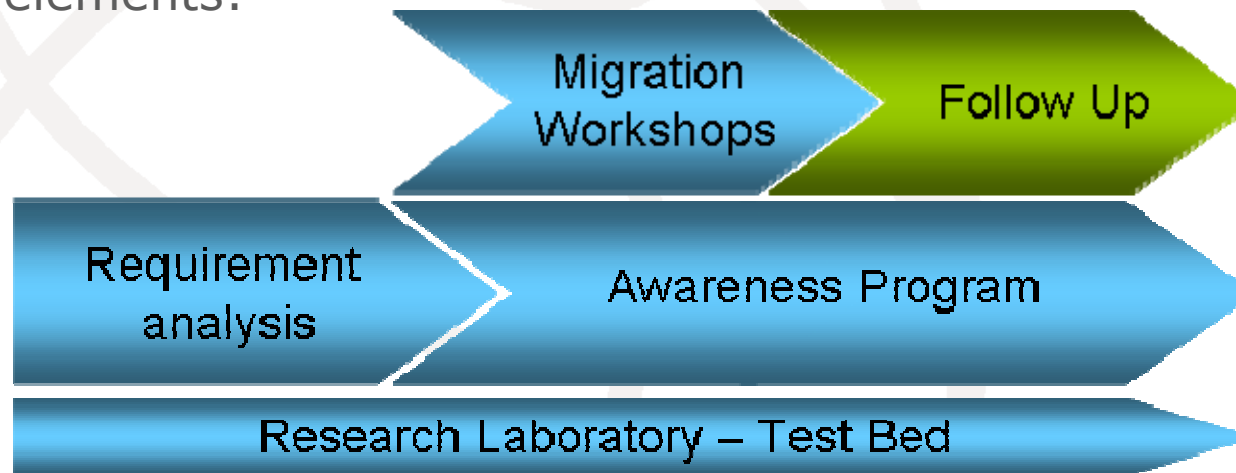 elements:
Migration
Workshops
Follow Up
Requirement
analysis
Awareness Program
Research Laboratory – Test Bed